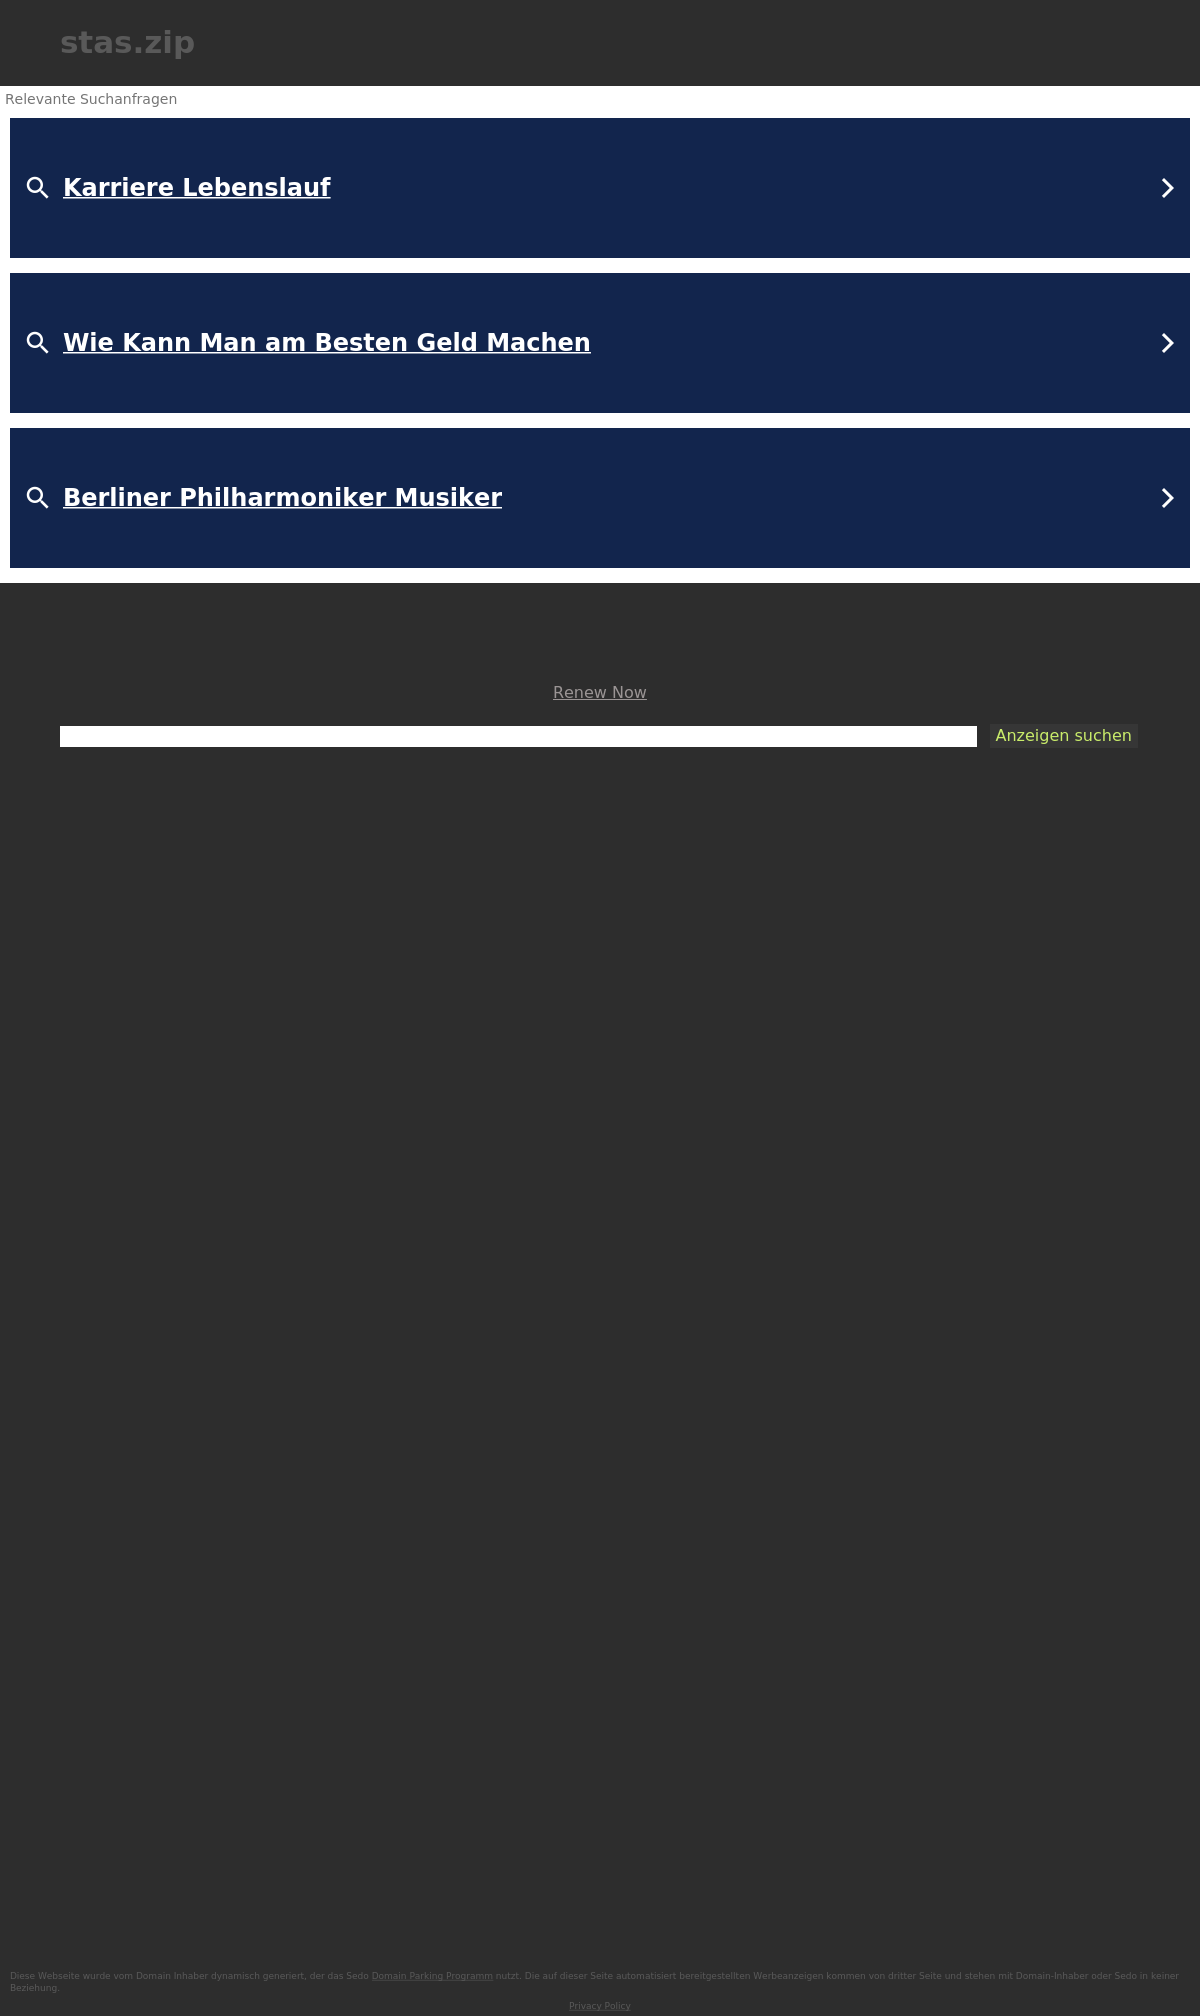 stas.zip
Relevante Suchanfragen
Karriere Lebenslauf
Wie Kann Man am Besten Geld Machen
Berliner Philharmoniker Musiker
Renew Now
Anzeigen suchen
Diese Webseite wurde vom Domain Inhaber dynamisch generiert, der das Sedo Domain Parking Programm nutzt. Die auf dieser Seite automatisiert bereitgestellten Werbeanzeigen kommen von dritter Seite und stehen mit Domain-Inhaber oder Sedo in keiner
Beziehung.
Privacy Policy